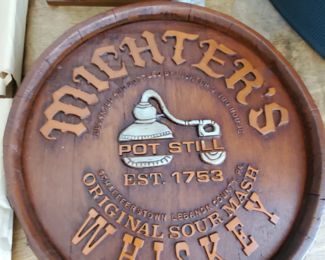 MICHTER'S
POT STILL
EST. 1753
SCHAEFFERSTOWN LEBANON COUNTY, PA.
ORIGINAL SOUR MASH
WHISKEY